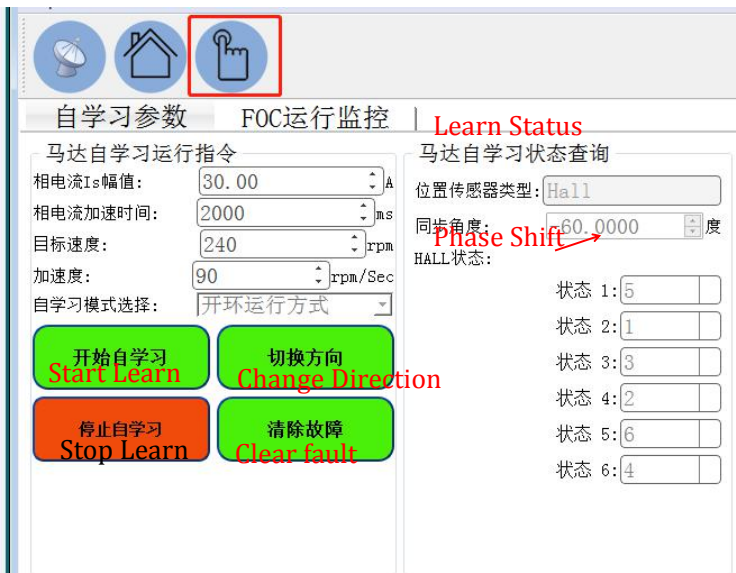 自学习参数 FOC运行监控
Learn Status
马达自学习运行指令
相电流Is幅值: 30.00 A
相电流加速时间: 2000 ms
目标速度: 240 rpm
加速度: 90 rpm/Sec
自学习模式选择: 开环运行方式
开始自学习 切换方向
Start Learn Change Direction
停止自学习 清除故障
Stop Learn Clear fault
马达自学习状态查询
位置传感器类型: Hall
同步角度: -60.0000 度
Phase Shift
HALL状态:
状态 1: 5
状态 2: 1
状态 3: 3
状态 4: 2
状态 5: 6
状态 6: 4